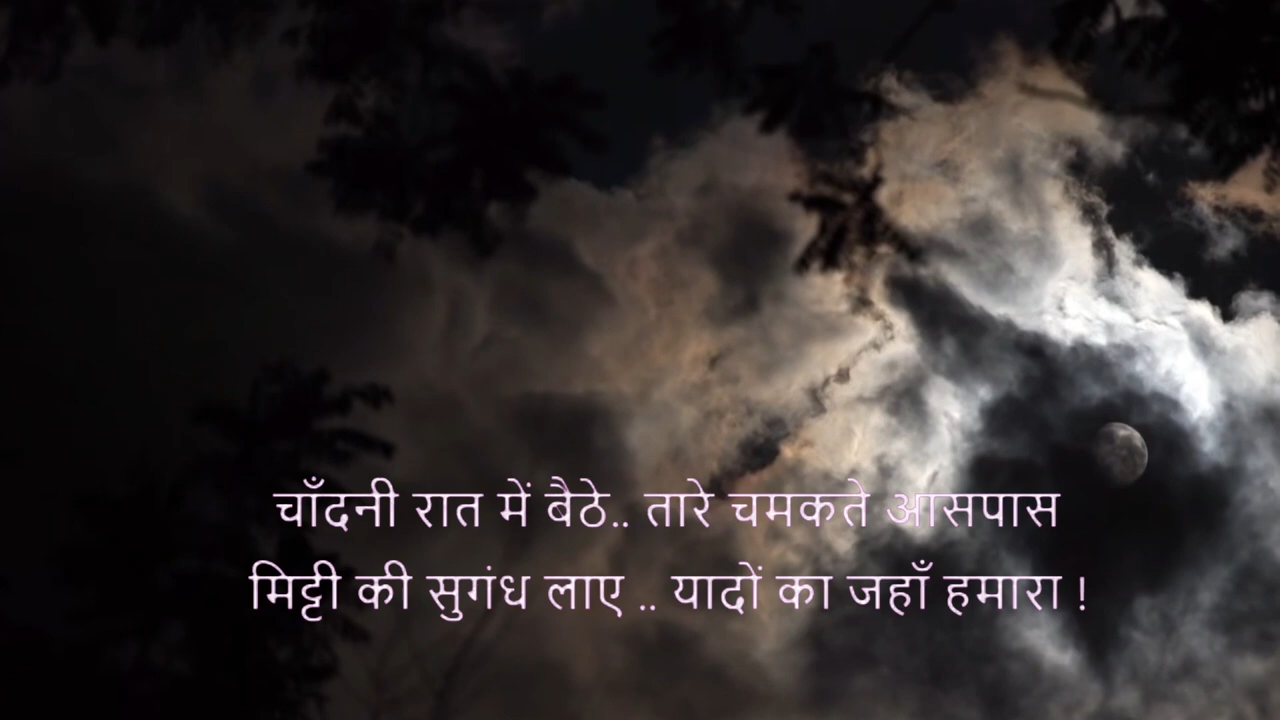 चाँदनी रात में बैठे.. तारे चमकते आसपास
मिट्टी की सुगंध लाए .. यादों का जहाँ हमारा !